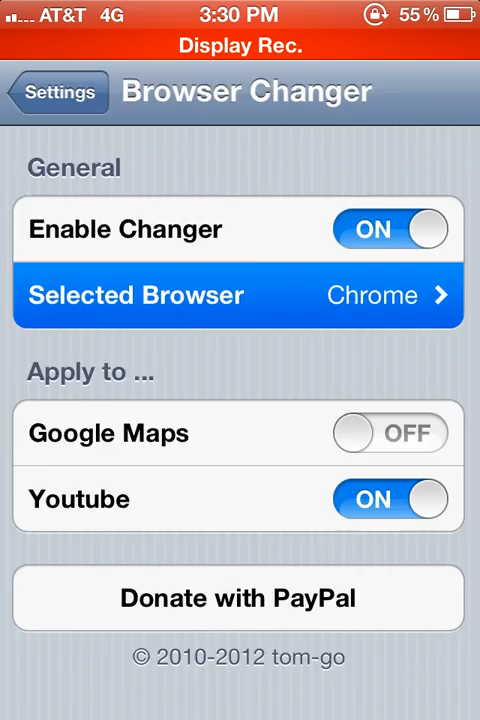 AT&T 4G 3:30 PM 55%
Display Rec.
Settings Browser Changer
General
Enable Changer ON
Selected Browser Chrome
Apply to ...
Google Maps OFF
Youtube ON
Donate with PayPal
© 2010-2012 tom-go